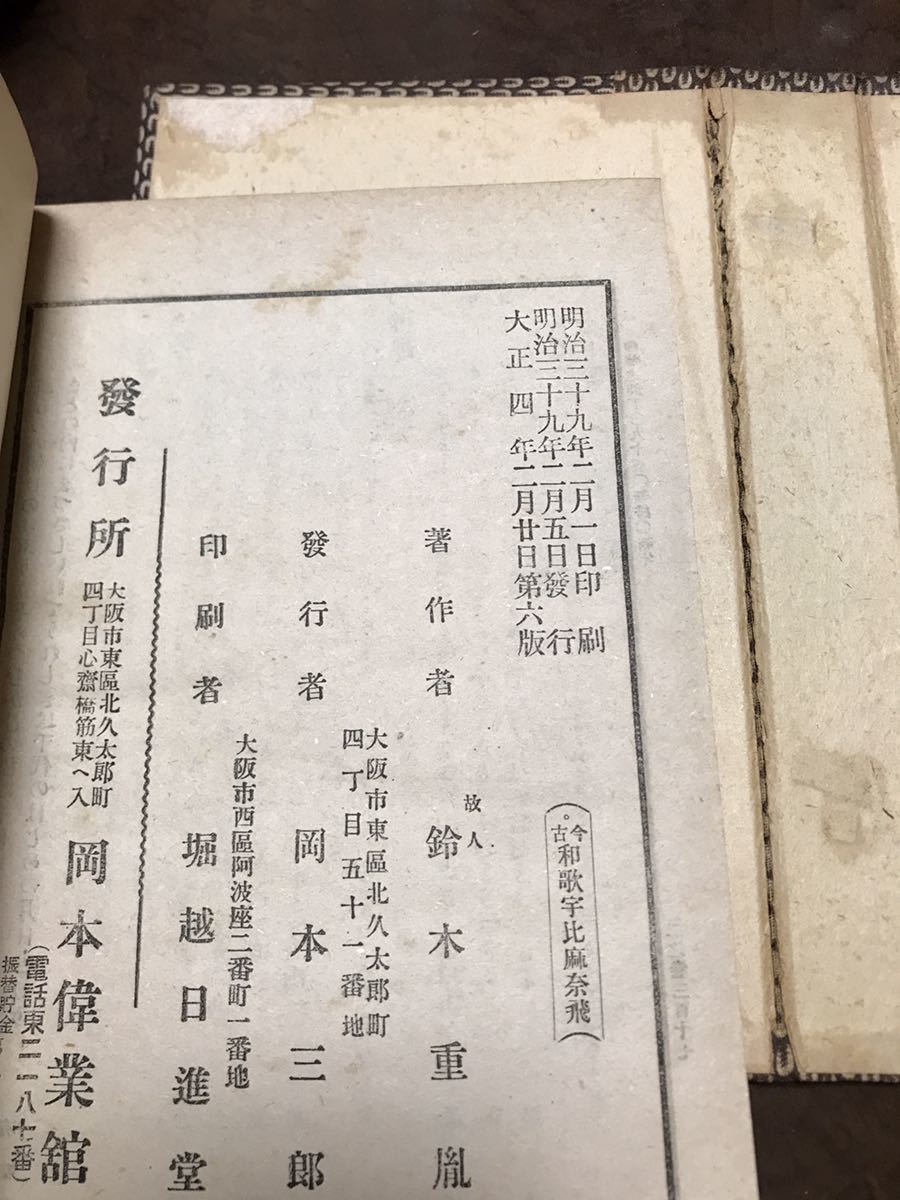 明治三十九年二月一日印刷
明治三十九年二月五日發行
大正四年二月廿日第六版
(古今和歌宇比麻奈飛)
著作者
故人
鈴木重胤
大阪市東區北久太郎町
四丁目五十一番地
發行者
岡本三郎
大阪市西區阿波座二番町一番地
印刷者
堀越日進堂
發行所
大阪市東區北久太郎町
四丁目心齋橋筋東へ入
岡本偉業舘
(電話東二一八十番)
振替貯金